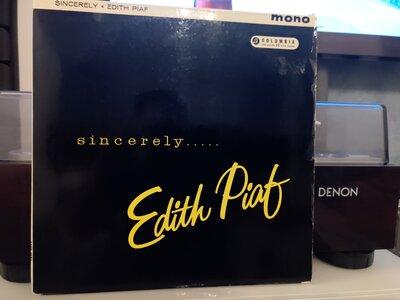 SINCERELY • EDITH PIAF
mono
COLUMBIA
sincerely.....
Edith Piaf
DENON